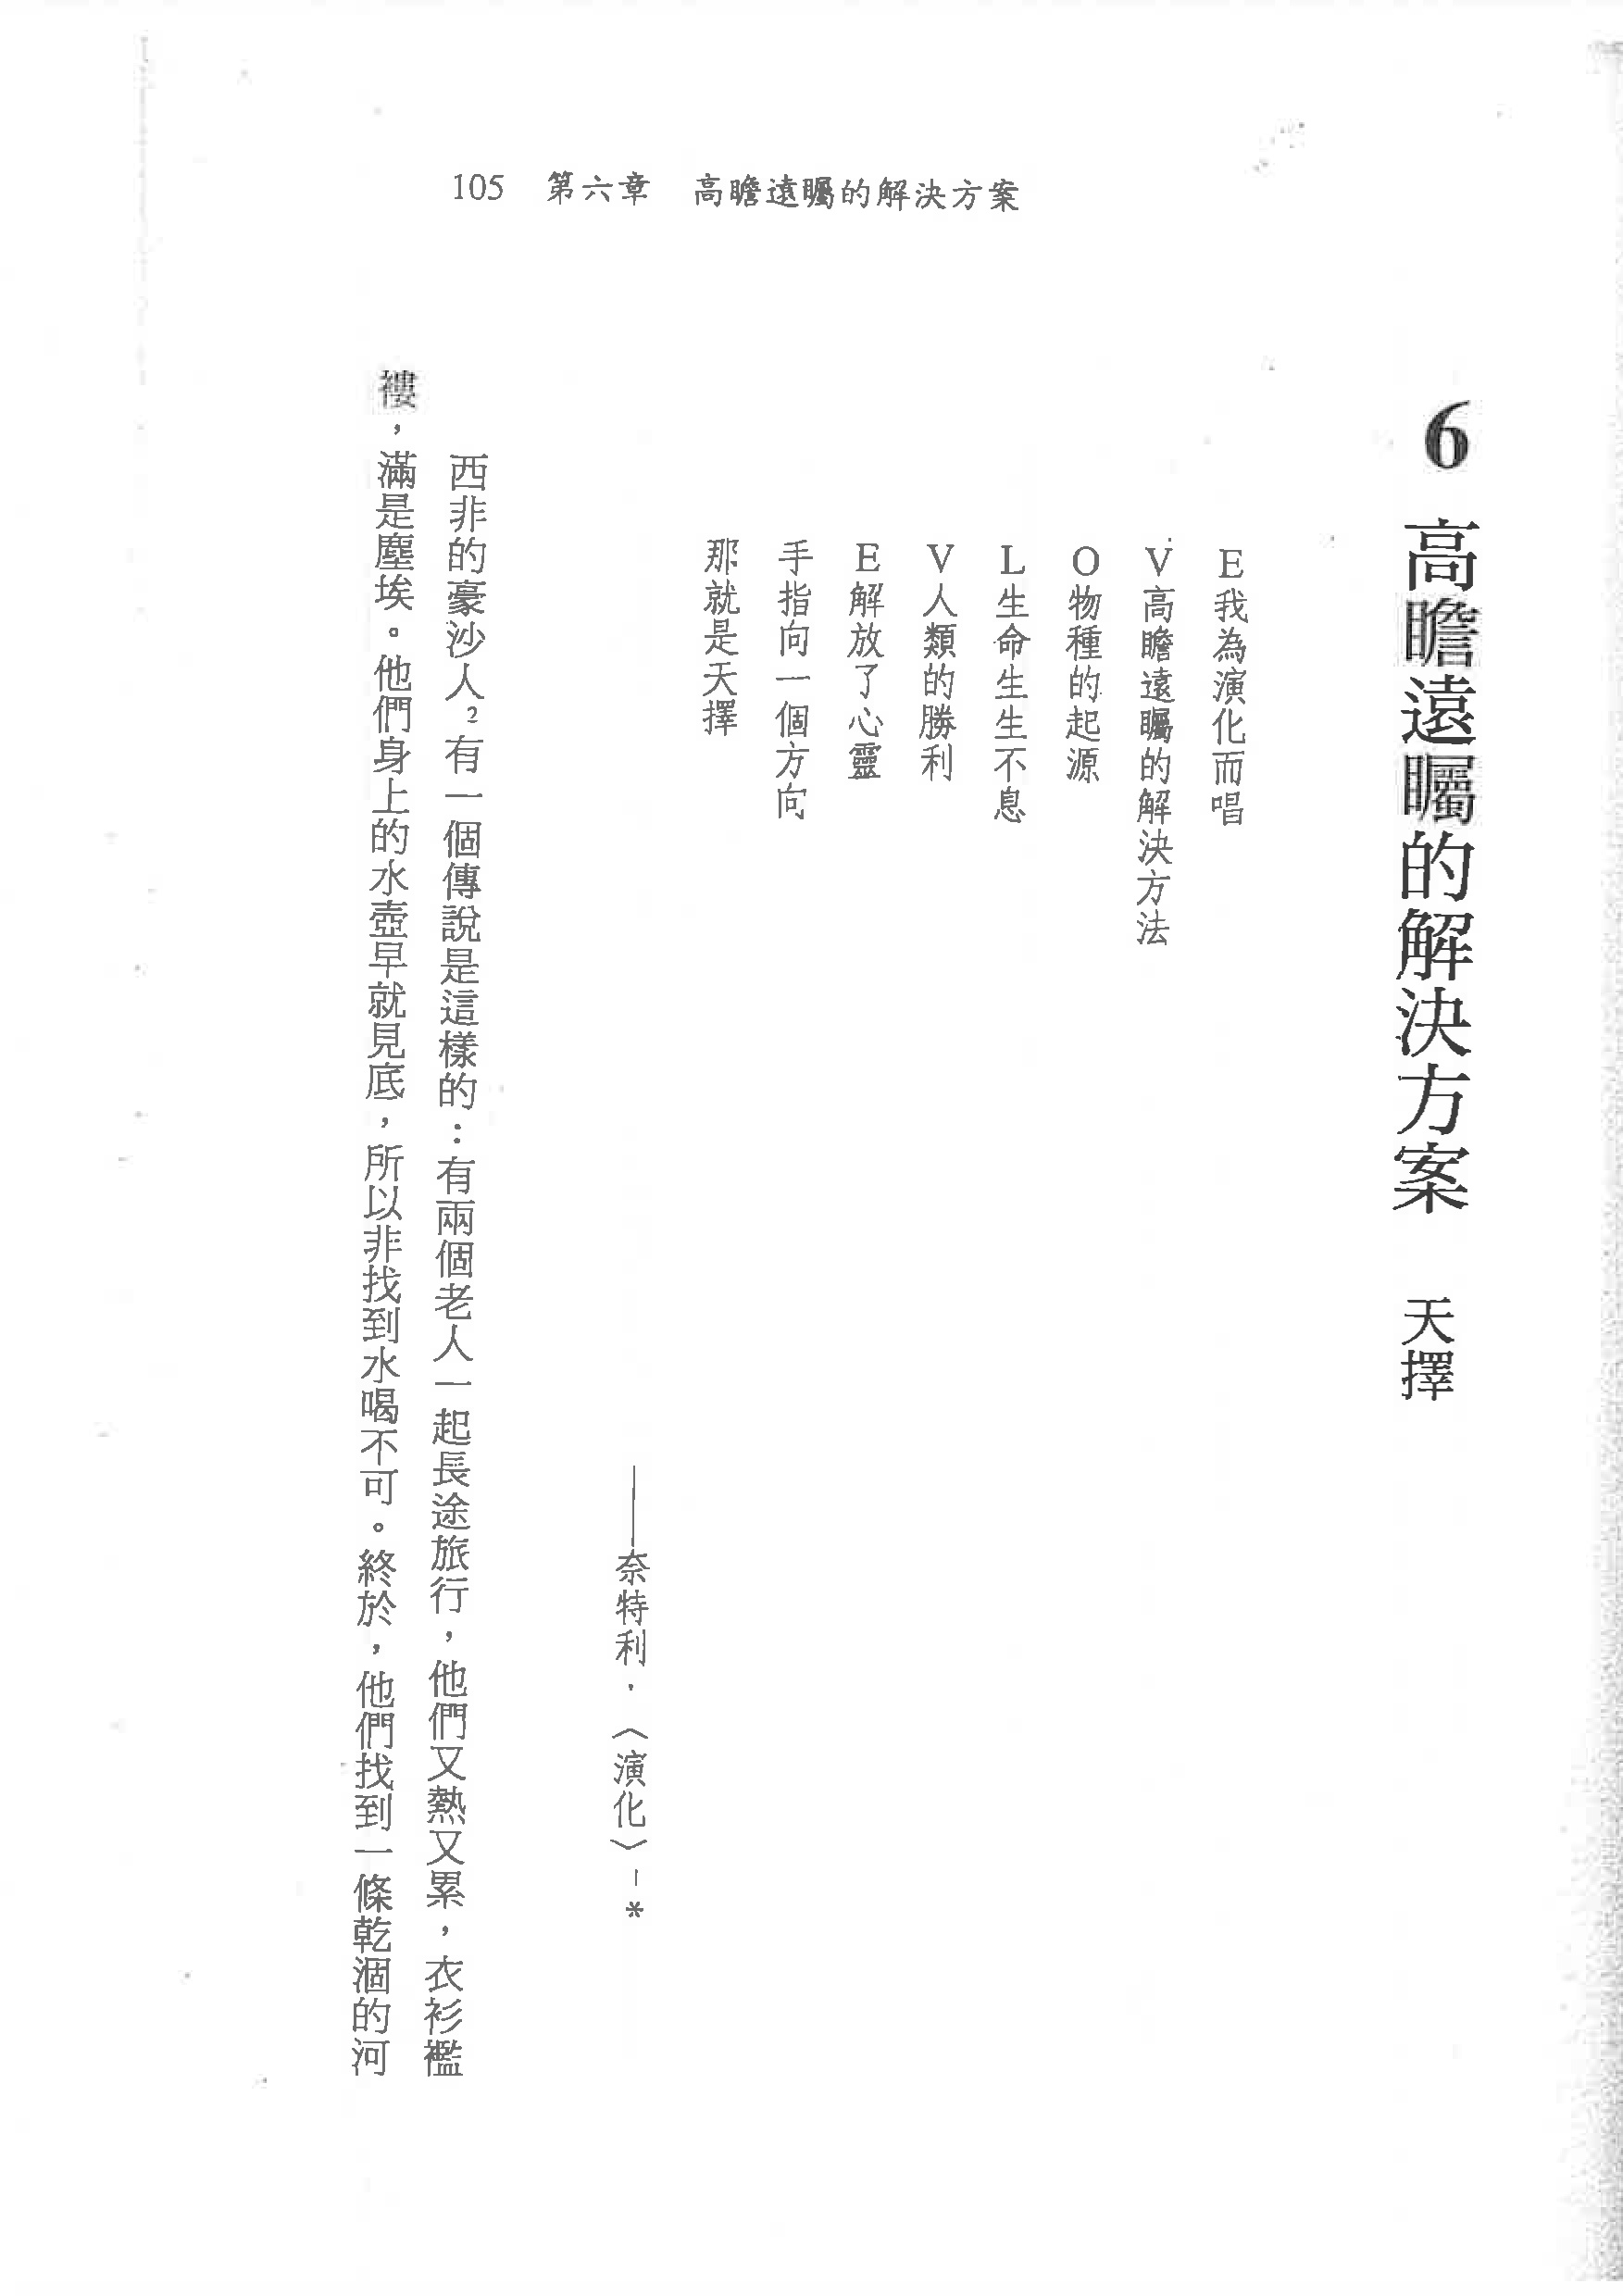 105 第六章 高瞻遠矚的解決方案
6 高瞻遠矚的解決方案 天擇
E我為演化而唱
V高瞻遠矚的解決方法
O物種的起源
L生命生生不息
V人類的勝利
E解放了心靈
手指向一個方向
那就是天擇
——奈特利．〈演化〉1*
西非的豪沙人2有一個傳說是這樣的：有兩個老人一起長途旅行，他們又熱又累，衣衫襤
褸，滿是塵埃。他們身上的水壺早就見底，所以非找到水喝不可。終於，他們找到一條乾涸的河